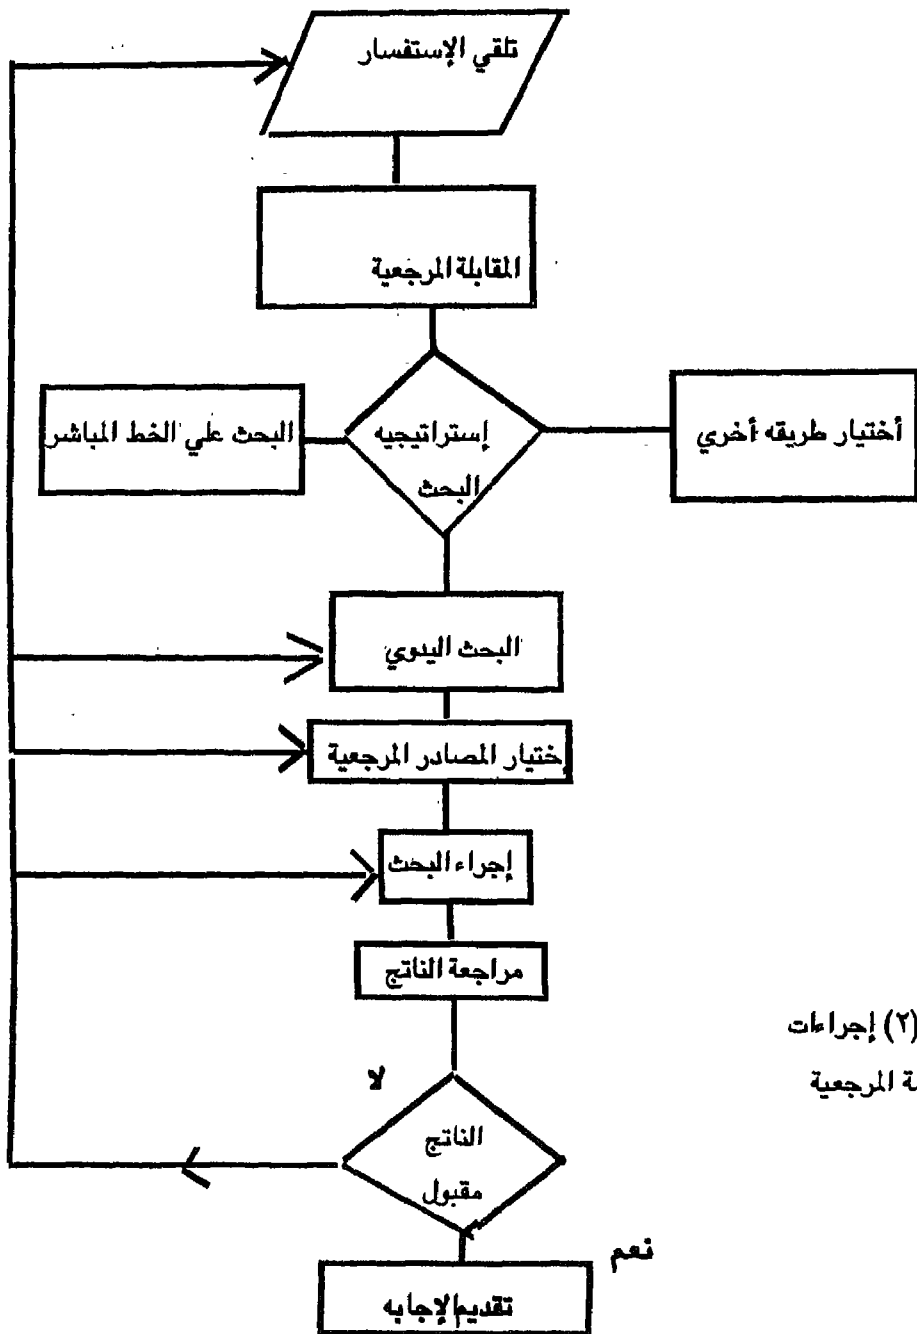 تلقي الإستفسار
المقابلة المرجعية
أختيار طريقه أخري
إستراتيجيه
البحث
البحث علي الخط المباشر
البحث اليدوي
ختيار المصادر المرجعية
إجراء البحث
مراجعة الناتج
(٢) إجراءات
المرجعية
لا
الناتج
مقبول
نعم
تقديم الإجابه